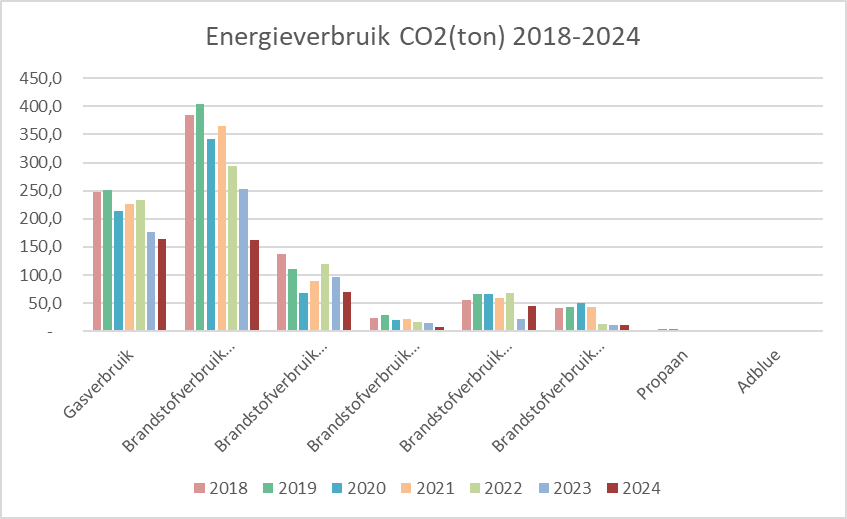 Energieverbruik CO2(ton) 2018-2024
450,0
400,0
350,0
300,0
250,0
200,0
150,0
100,0
50,0
-
Gasverbruik
Brandstofverbruik...
Brandstofverbruik...
Brandstofverbruik...
Brandstofverbruik...
Brandstofverbruik...
Propaan
Adblue
2018 2019 2020 2021 2022 2023 2024